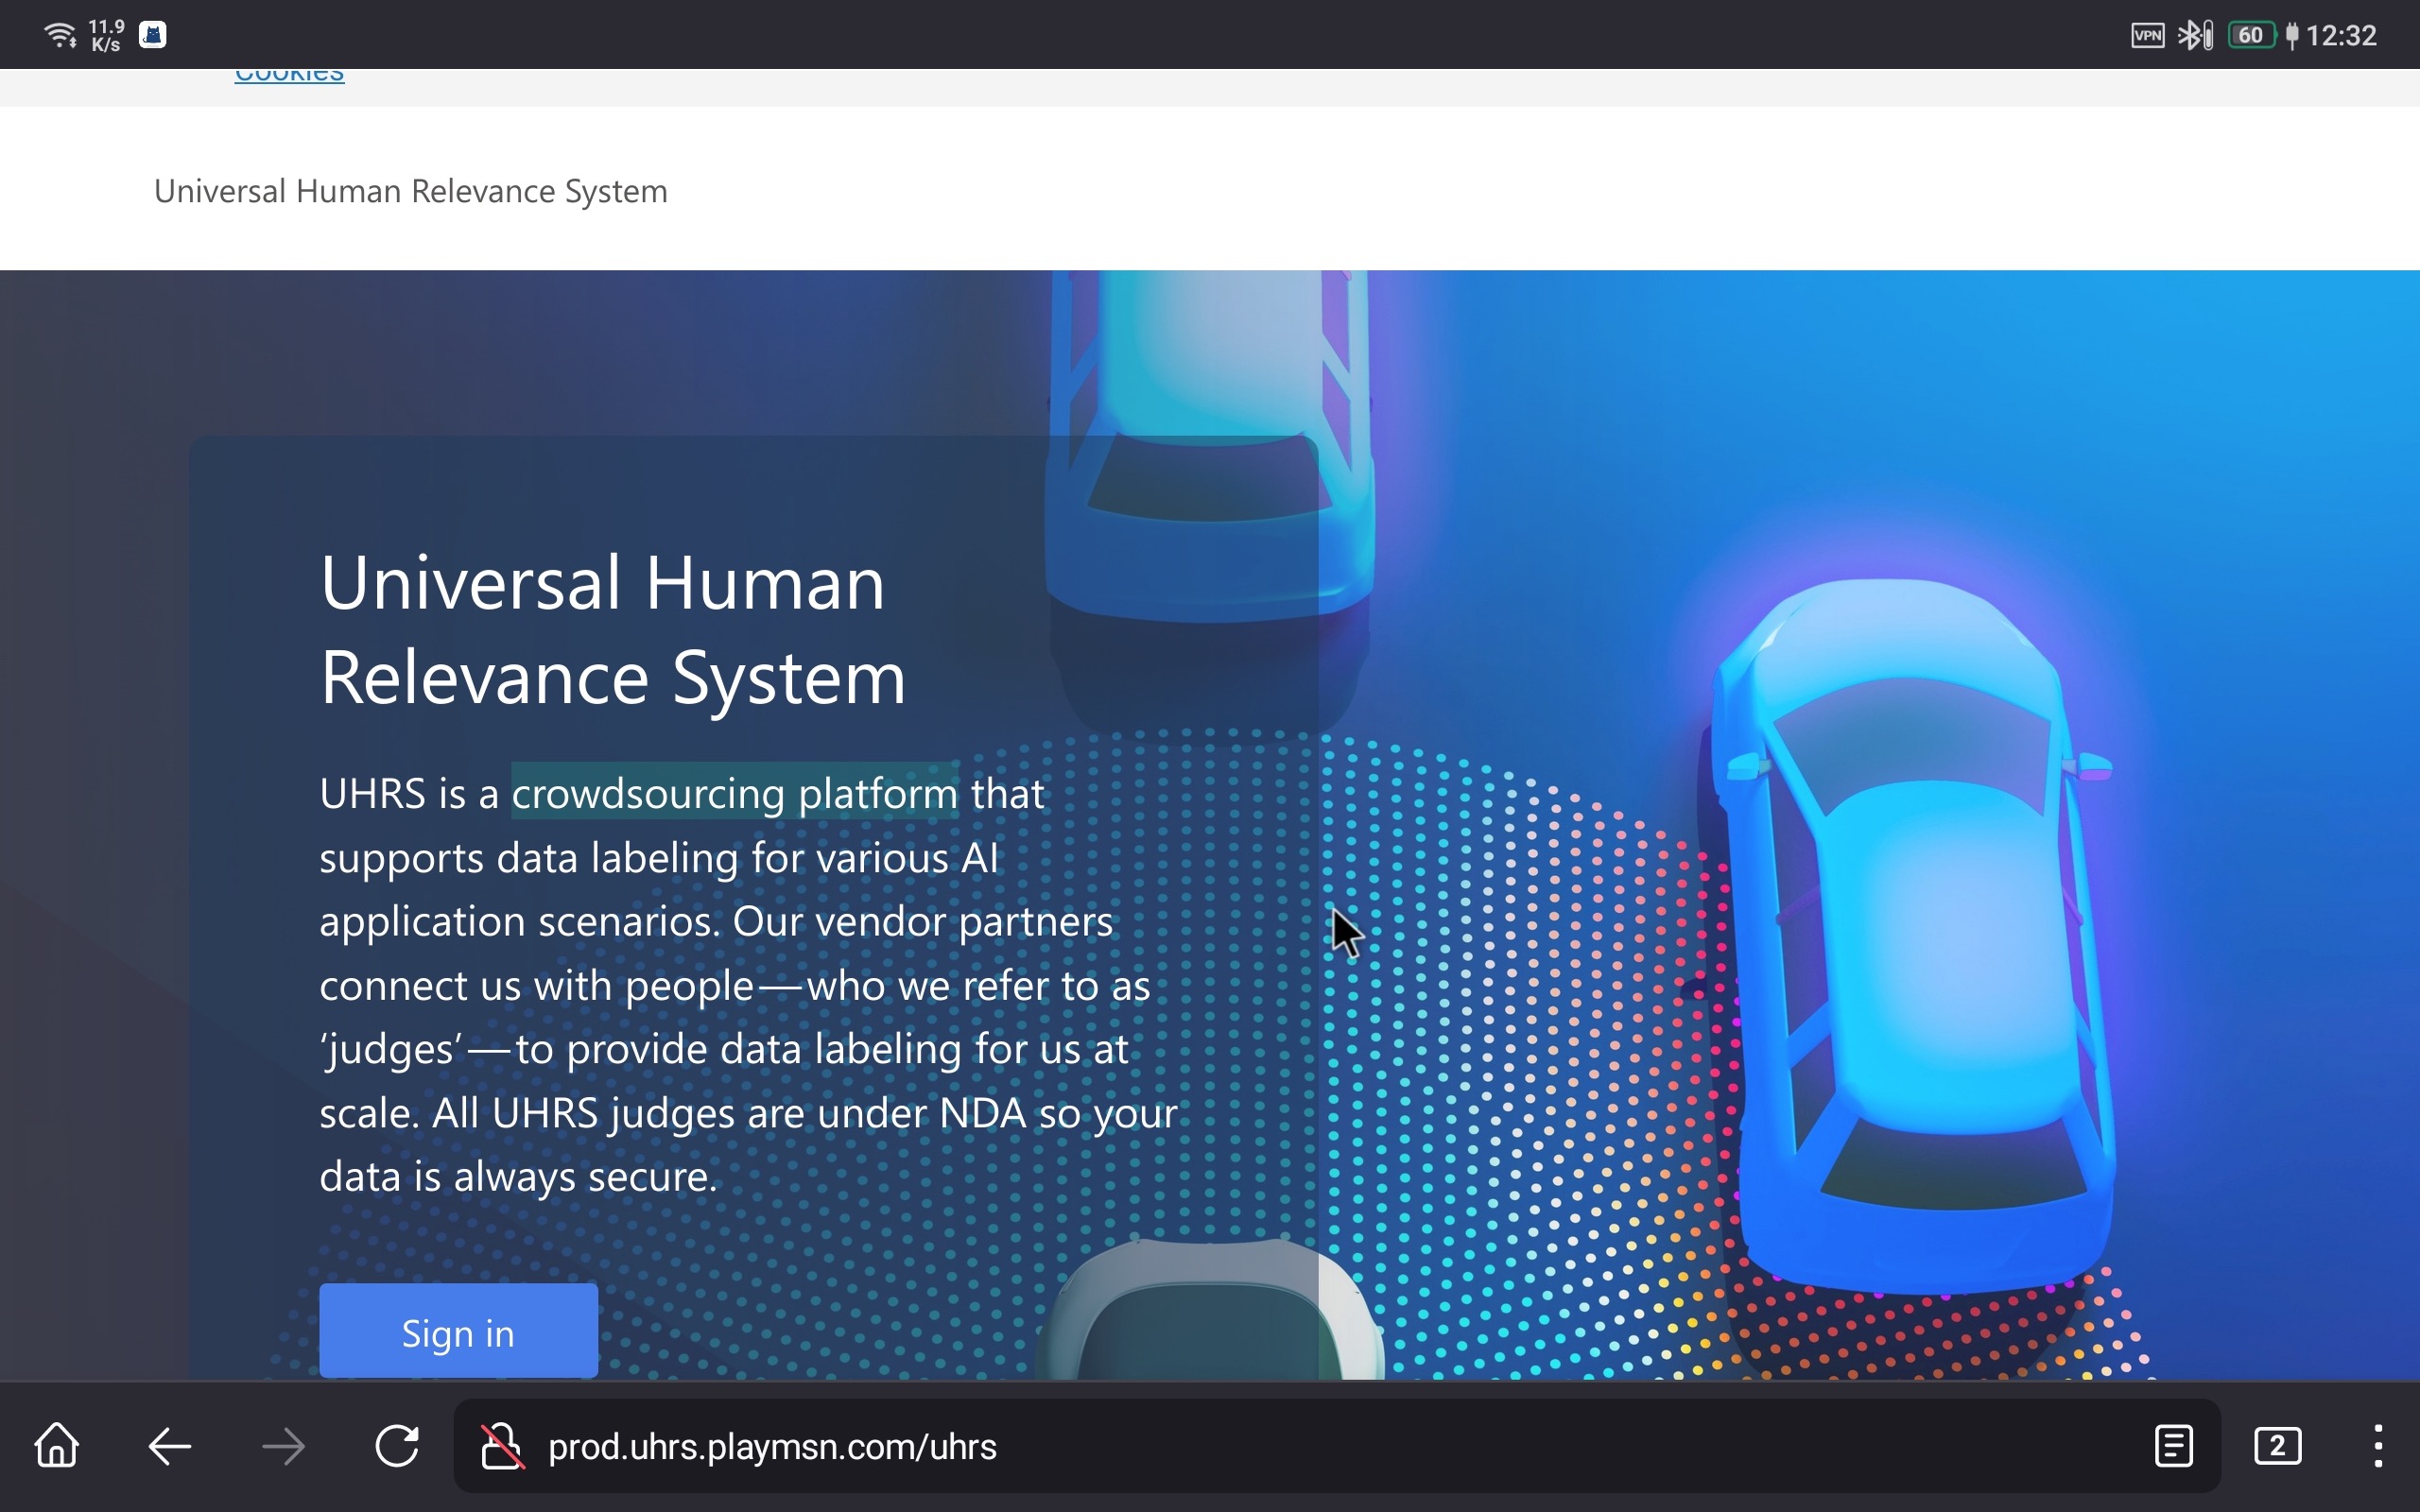 11.9
K/s
VPN
60
12:32
Cookies
Universal Human Relevance System
Universal Human
Relevance System
UHRS is a crowdsourcing platform that
supports data labeling for various AI
application scenarios. Our vendor partners
connect us with people—who we refer to as
‘judges’—to provide data labeling for us at
scale. All UHRS judges are under NDA so your
data is always secure.
Sign in
prod.uhrs.playmsn.com/uhrs
2